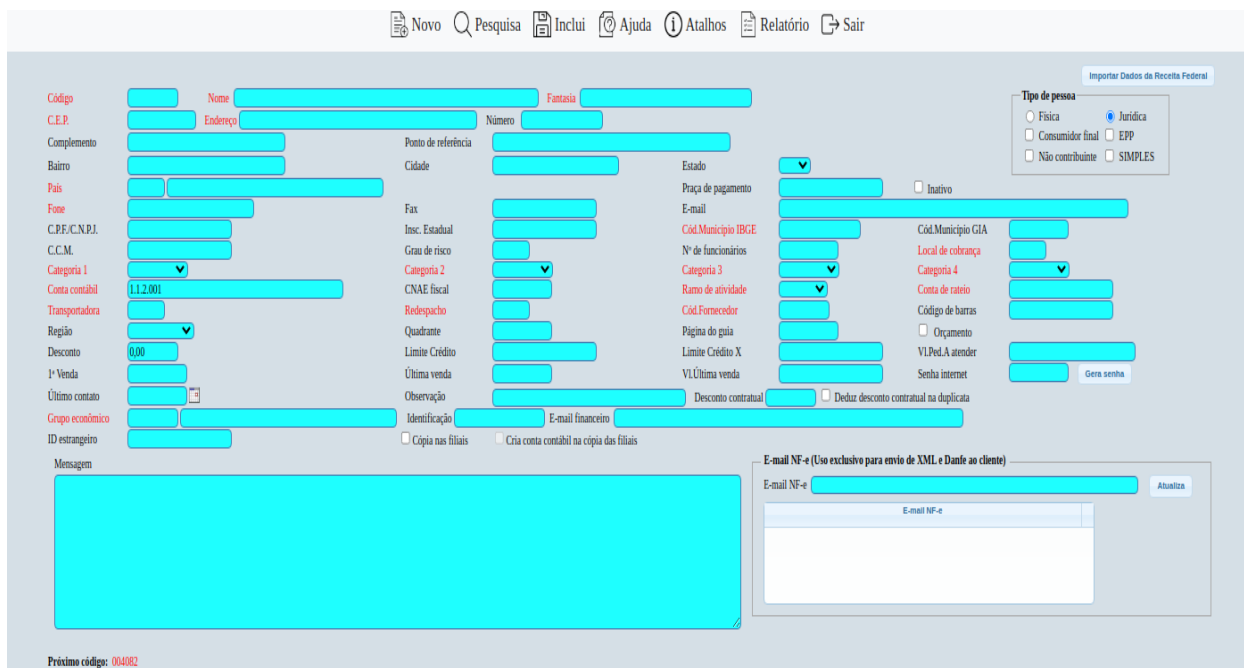 Novo Pesquisa Inclui Ajuda Atalhos Relatório Sair
Importar Dados da Receita Federal
Código Nome Fantasia
Tipo de pessoa
Física Jurídica
Consumidor final EPP
Não contribuinte SIMPLES
C.E.P. Endereço Número
Complemento Ponto de referência
Bairro Cidade Estado
País Praça de pagamento Inativo
Fone Fax E-mail
C.P.F./C.N.P.J. Insc. Estadual Cód.Município IBGE Cód.Município GIA
C.C.M. Grau de risco Nº de funcionários Local de cobrança
Categoria 1 Categoria 2 Categoria 3 Categoria 4
Conta contábil 1.1.2.001 CNAE fiscal Ramo de atividade Conta de rateio
Transportadora Redespacho Cód.Fornecedor Código de barras
Região Quadrante Página do guia Orçamento
Desconto 0,00 Limite Crédito Limite Crédito X Vl.Ped.A atender
1ª Venda Última venda Vl.Última venda Senha internet Gera senha
Último contato Observação Desconto contratual Deduz desconto contratual na duplicata
Grupo econômico Identificação E-mail financeiro
ID estrangeiro Cópia nas filiais Cria conta contábil na cópia das filiais
Mensagem
E-mail NF-e (Uso exclusivo para envio de XML e Danfe ao cliente)
E-mail NF-e Atualiza
E-mail NF-e
Próximo código: 004082